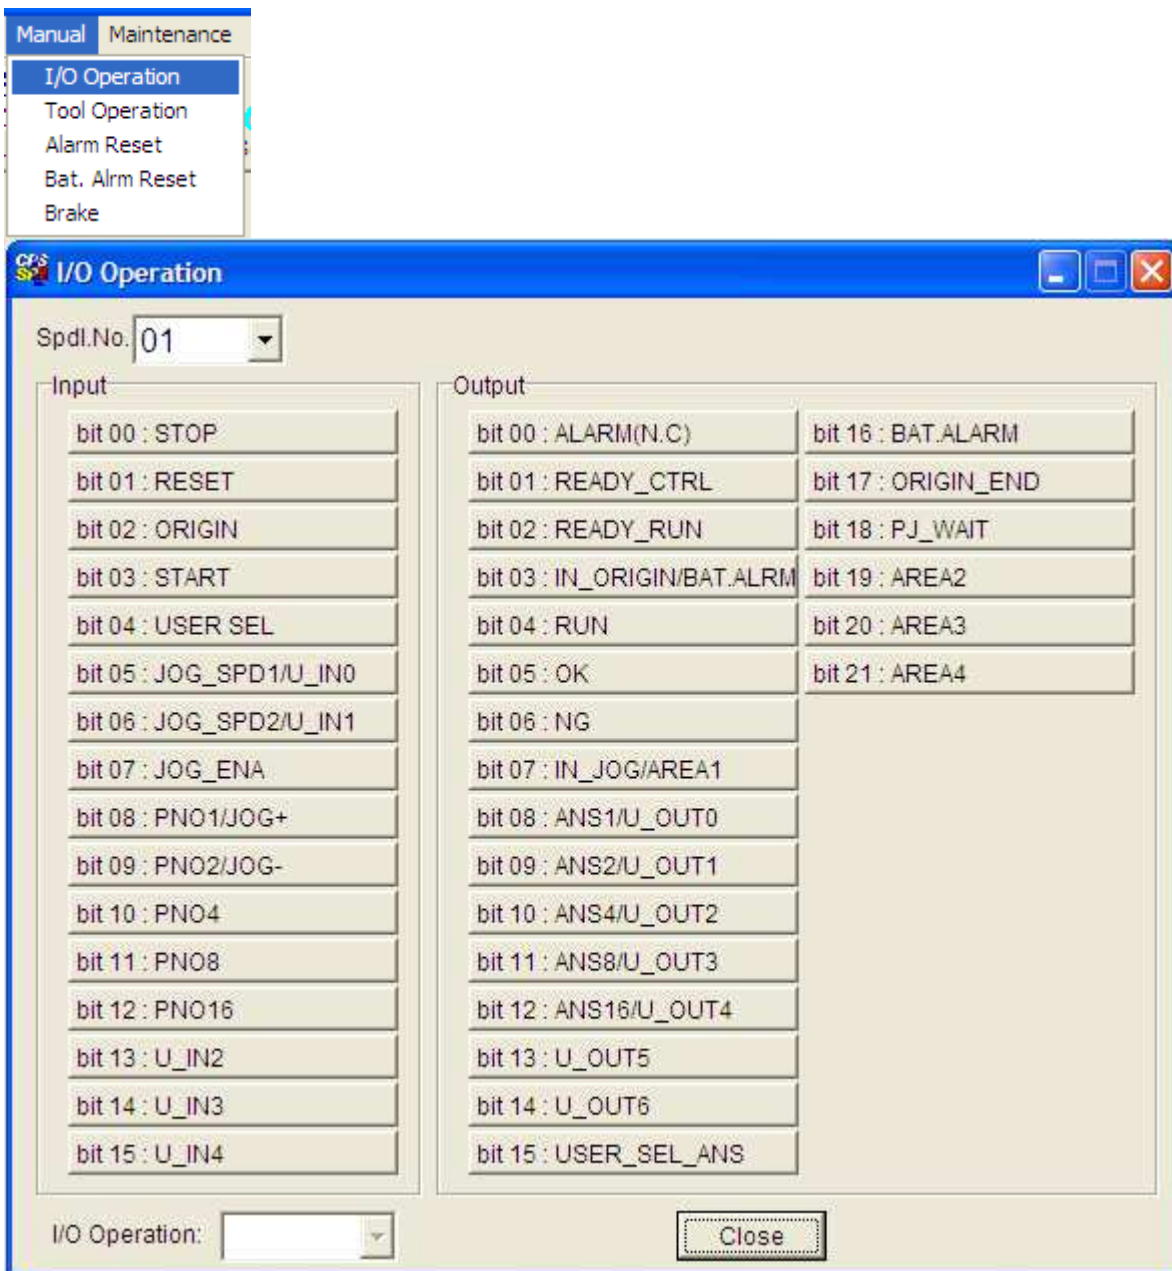 Manual Maintenance
I/O Operation
Tool Operation
Alarm Reset
Bat. Alrm Reset
Brake
CPS
I/O Operation
Spdl.No. 01
Input
bit 00 : STOP
bit 01 : RESET
bit 02 : ORIGIN
bit 03 : START
bit 04 : USER SEL
bit 05 : JOG_SPD1/U_IN0
bit 06 : JOG_SPD2/U_IN1
bit 07 : JOG_ENA
bit 08 : PNO1/JOG+
bit 09 : PNO2/JOG-
bit 10 : PNO4
bit 11 : PNO8
bit 12 : PNO16
bit 13 : U_IN2
bit 14 : U_IN3
bit 15 : U_IN4
Output
bit 00 : ALARM(N.C)
bit 01 : READY_CTRL
bit 02 : READY_RUN
bit 03 : IN_ORIGIN/BAT.ALRM
bit 04 : RUN
bit 05 : OK
bit 06 : NG
bit 07 : IN_JOG/AREA1
bit 08 : ANS1/U_OUT0
bit 09 : ANS2/U_OUT1
bit 10 : ANS4/U_OUT2
bit 11 : ANS8/U_OUT3
bit 12 : ANS16/U_OUT4
bit 13 : U_OUT5
bit 14 : U_OUT6
bit 15 : USER_SEL_ANS
bit 16 : BAT.ALARM
bit 17 : ORIGIN_END
bit 18 : PJ_WAIT
bit 19 : AREA2
bit 20 : AREA3
bit 21 : AREA4
I/O Operation:
Close